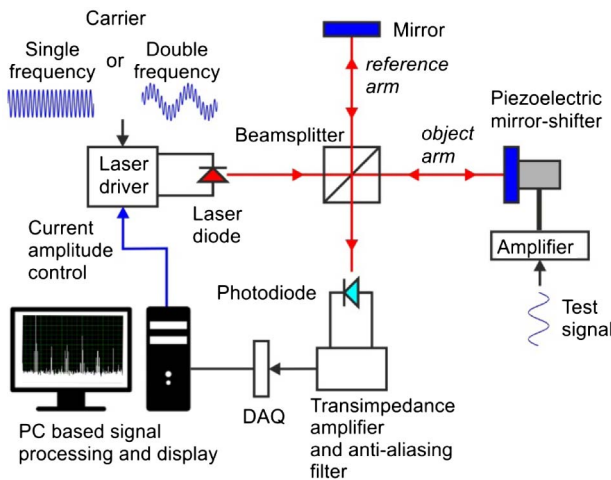 Carrier
Single
frequency
or
Double
frequency
Mirror
reference
arm
Beamsplitter
object
arm
Piezoelectric
mirror-shifter
Laser
driver
Laser
diode
Current
amplitude
control
Amplifier
Photodiode
Test
signal
DAQ
Transimpedance
amplifier
and anti-aliasing
filter
PC based signal
processing and display